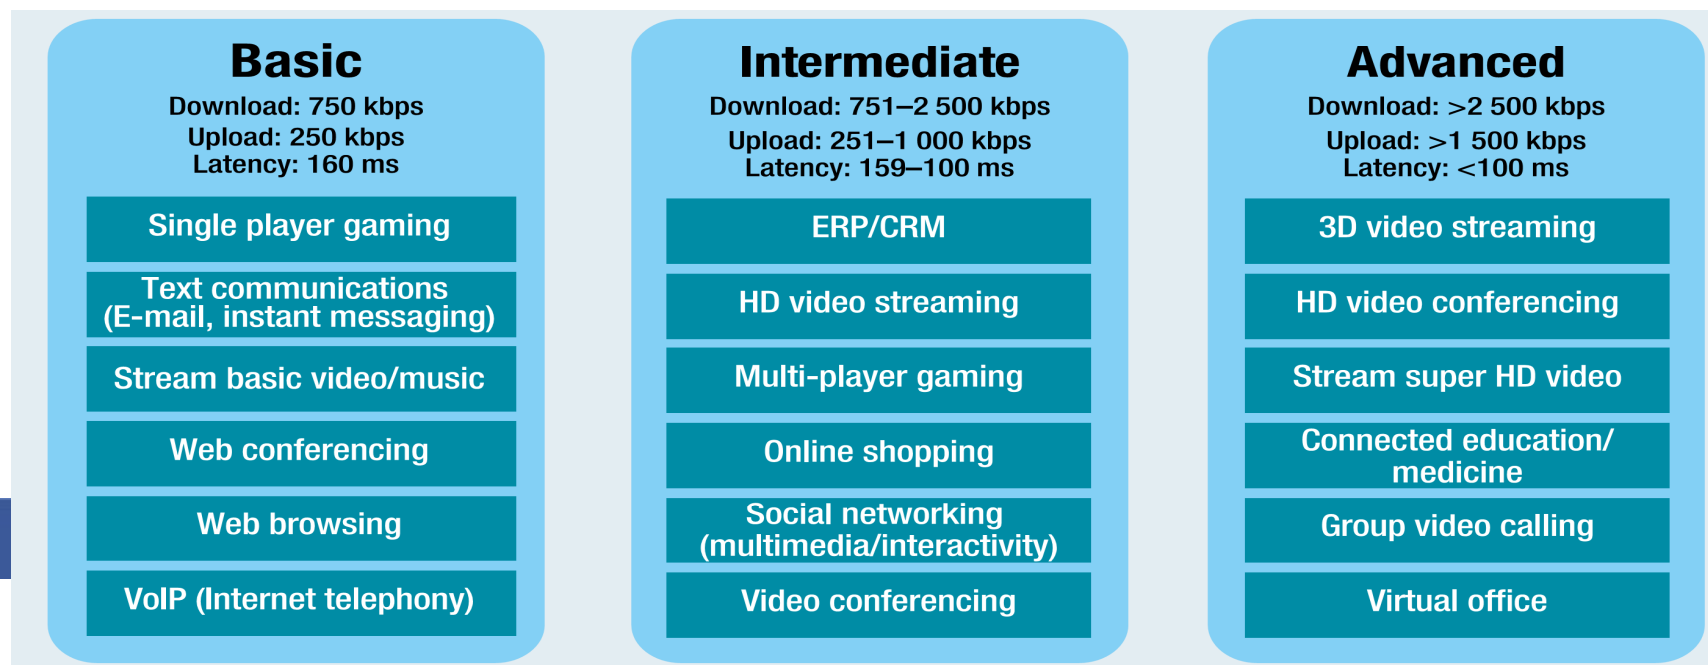 Basic
Download: 750 kbps
Upload: 250 kbps
Latency: 160 ms
Single player gaming
Text communications
(E-mail, instant messaging)
Stream basic video/music
Web conferencing
Web browsing
VoIP (Internet telephony)
Intermediate
Download: 751–2 500 kbps
Upload: 251–1 000 kbps
Latency: 159–100 ms
ERP/CRM
HD video streaming
Multi-player gaming
Online shopping
Social networking
(multimedia/interactivity)
Video conferencing
Advanced
Download: >2 500 kbps
Upload: >1 500 kbps
Latency: <100 ms
3D video streaming
HD video conferencing
Stream super HD video
Connected education/
medicine
Group video calling
Virtual office